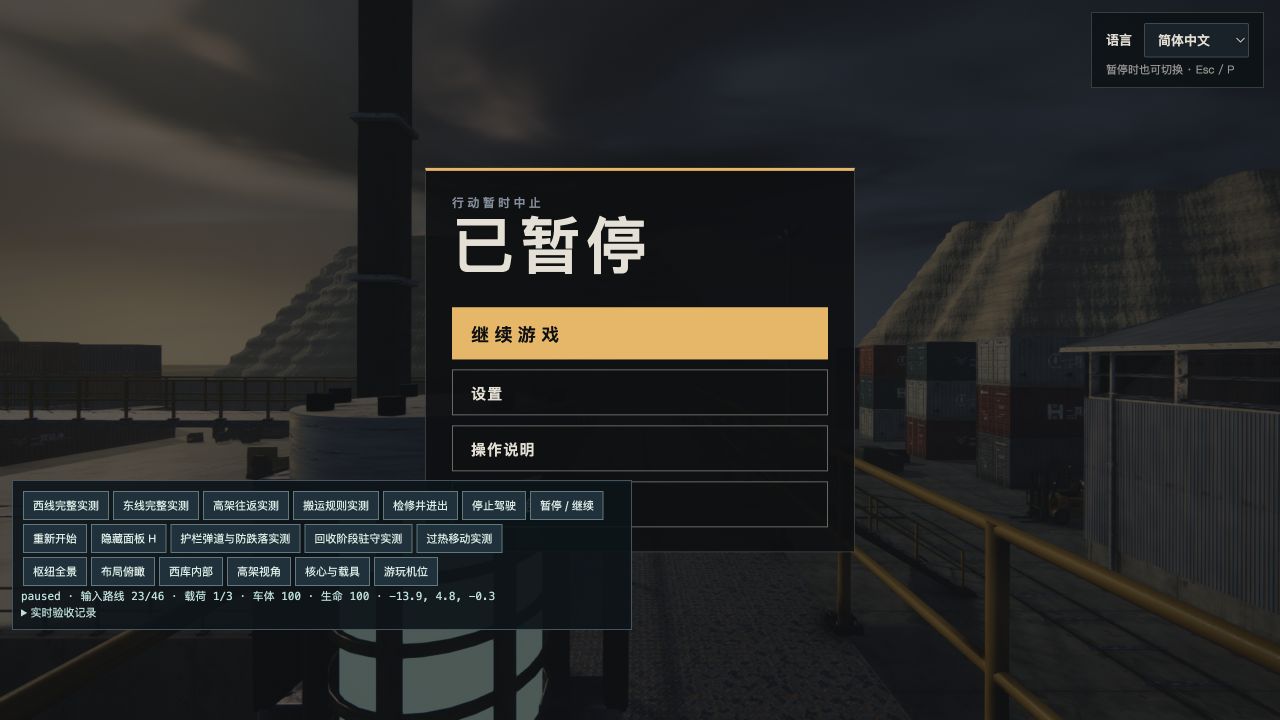 语言 简体中文
暂停时也可切换 · Esc / P
行动暂时中止
已暂停
继续游戏
设置
操作说明
西线完整实测 东线完整实测 高架往返实测 搬运规则实测 检修井进出 停止驾驶 暂停 / 继续
重新开始 隐藏面板 H 护栏弹道与防跌落实测 回收阶段驻守实测 过热移动实测
枢纽全景 布局俯瞰 西库内部 高架视角 核心与载具 游玩机位
paused · 输入路线 23/46 · 载荷 1/3 · 车体 100 · 生命 100 · −13.9, 4.8, −0.3
实时验收记录